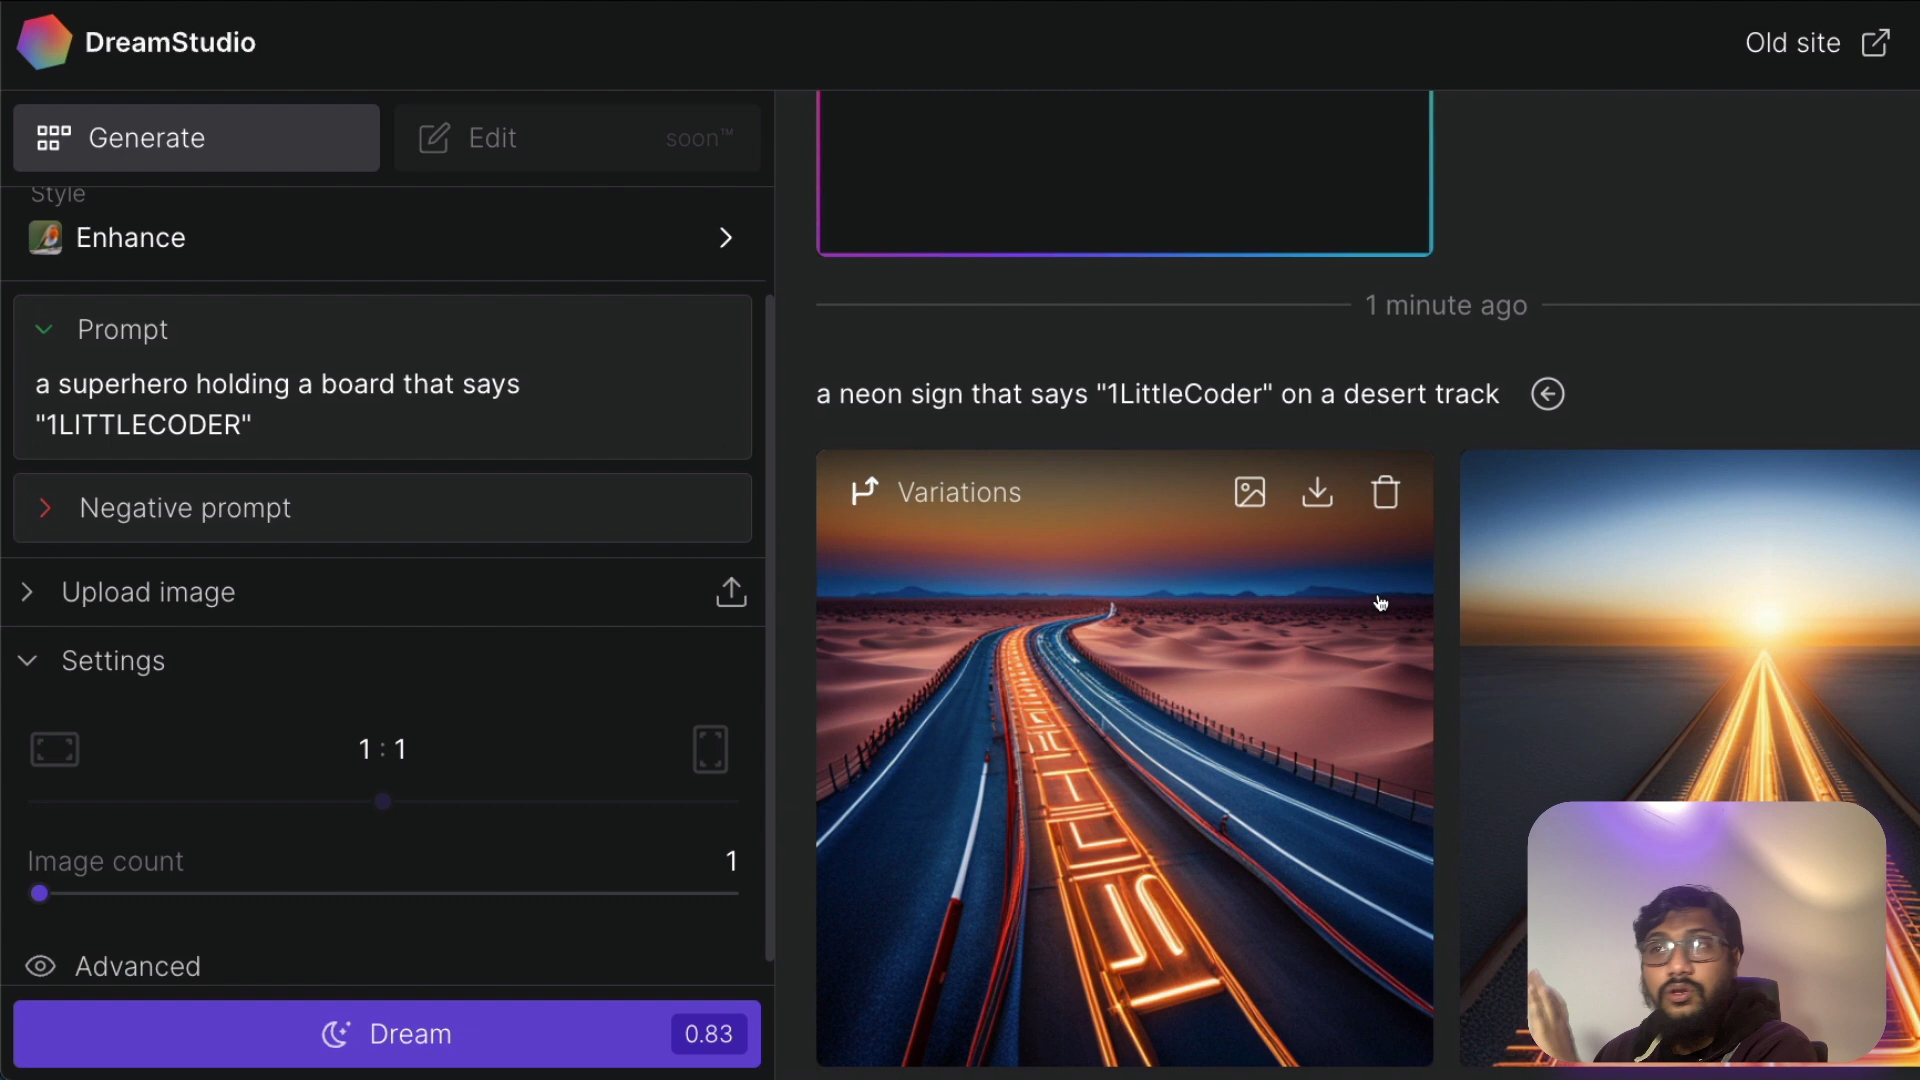 DreamStudio
Old site
Generate
Edit
soon™
Style
Enhance
Prompt
a superhero holding a board that says
"1LITTLECODER"
Negative prompt
Upload image
Settings
1 : 1
Image count
1
Advanced
Dream
0.83
1 minute ago
a neon sign that says "1LittleCoder" on a desert track
Variations